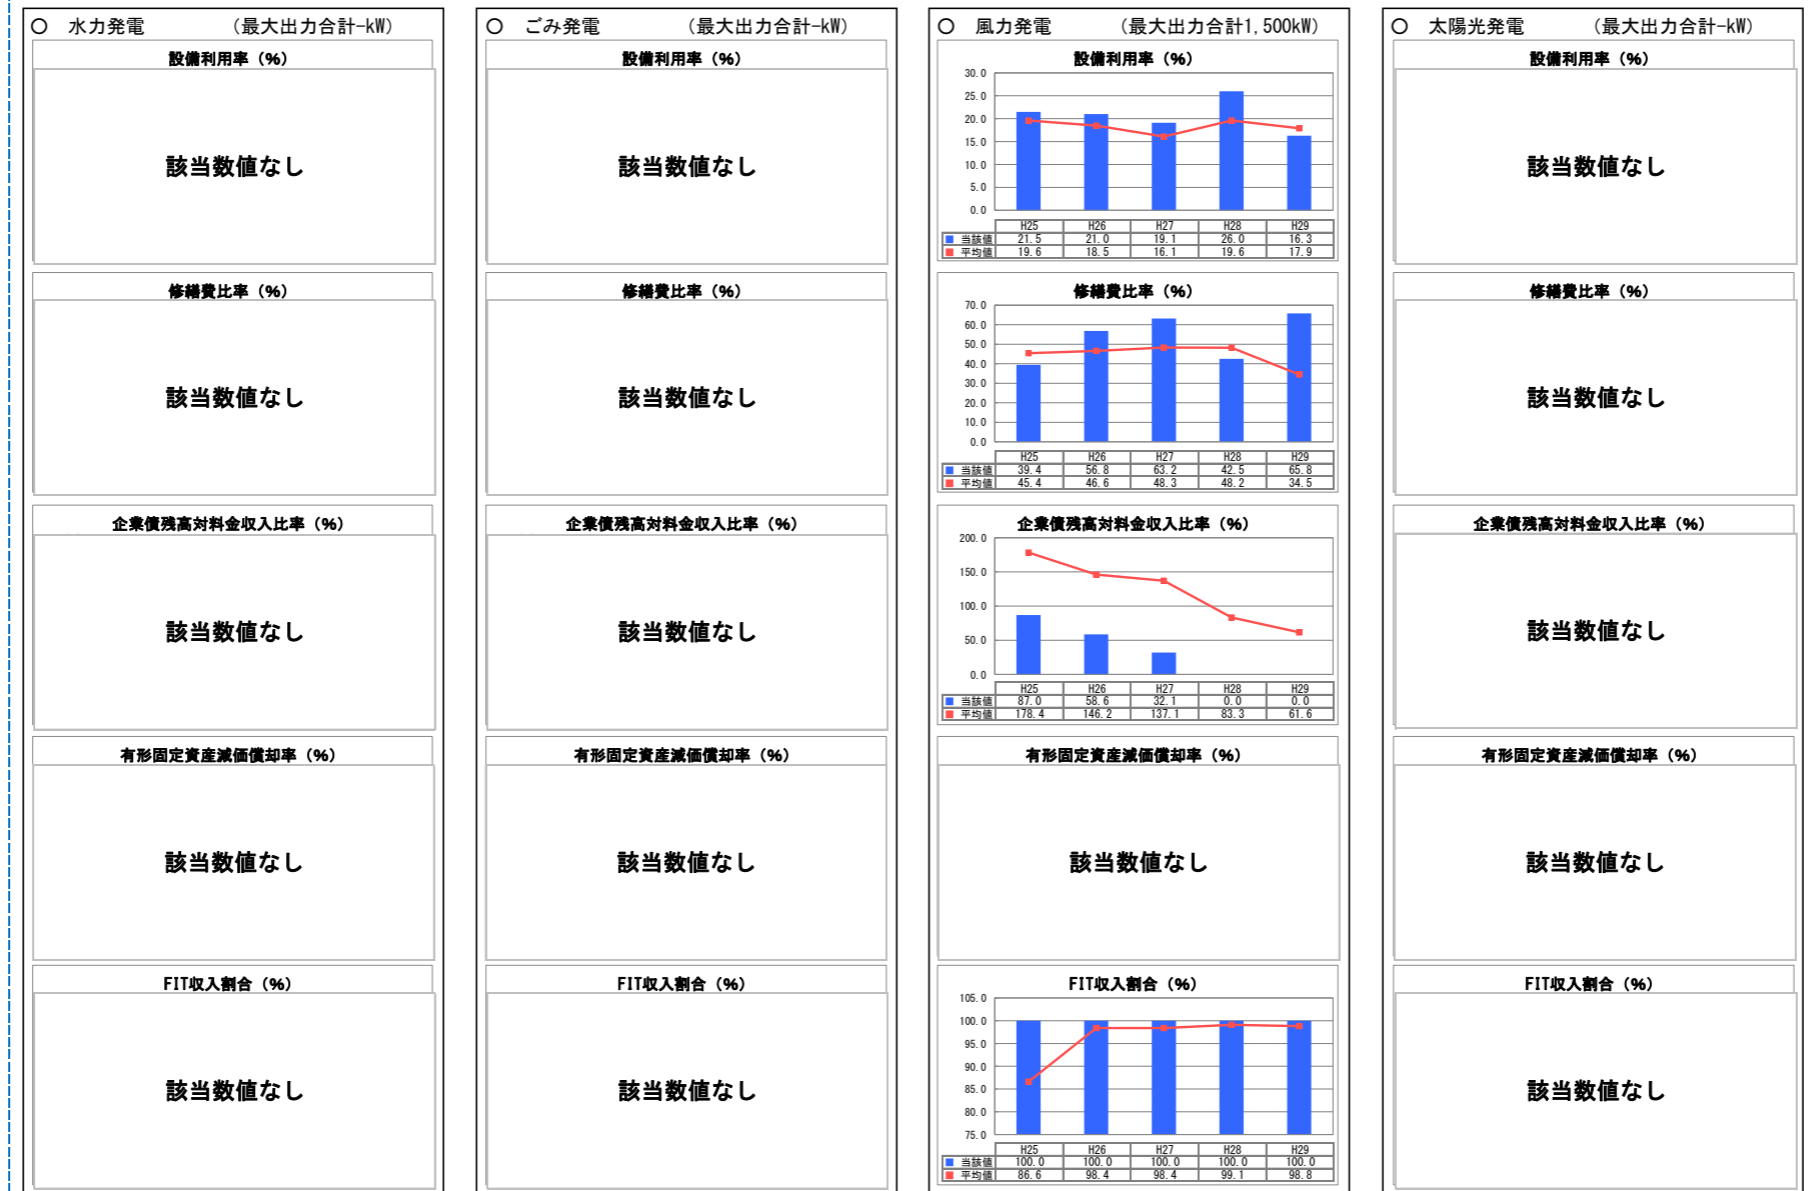 ○ 水力発電 （最大出力合計-kW）
設備利用率（%）
該当数値なし
修繕費比率（%）
該当数値なし
企業債残高対料金収入比率（%）
該当数値なし
有形固定資産減価償却率（%）
該当数値なし
FIT収入割合（%）
該当数値なし
○ ごみ発電 （最大出力合計-kW）
設備利用率（%）
該当数値なし
修繕費比率（%）
該当数値なし
企業債残高対料金収入比率（%）
該当数値なし
有形固定資産減価償却率（%）
該当数値なし
FIT収入割合（%）
該当数値なし
○ 風力発電 （最大出力合計1,500kW）
設備利用率（%）
30.0
25.0
20.0
15.0
10.0
5.0
0.0
H25 H26 H27 H28 H29
当該値 21.5 21.0 19.1 26.0 16.3
平均値 19.6 18.5 16.1 19.6 17.9
修繕費比率（%）
70.0
60.0
50.0
40.0
30.0
20.0
10.0
0.0
H25 H26 H27 H28 H29
当該値 39.4 56.8 63.2 42.5 65.8
平均値 45.4 46.6 48.3 48.2 34.5
企業債残高対料金収入比率（%）
200.0
150.0
100.0
50.0
0.0
H25 H26 H27 H28 H29
当該値 87.0 58.6 32.1 0.0 0.0
平均値 178.4 146.2 137.1 83.3 61.6
有形固定資産減価償却率（%）
該当数値なし
FIT収入割合（%）
105.0
100.0
95.0
90.0
85.0
80.0
75.0
H25 H26 H27 H28 H29
当該値 100.0 100.0 100.0 100.0 100.0
平均値 86.6 98.4 98.4 99.1 98.8
○ 太陽光発電 （最大出力合計-kW）
設備利用率（%）
該当数値なし
修繕費比率（%）
該当数値なし
企業債残高対料金収入比率（%）
該当数値なし
有形固定資産減価償却率（%）
該当数値なし
FIT収入割合（%）
該当数値なし